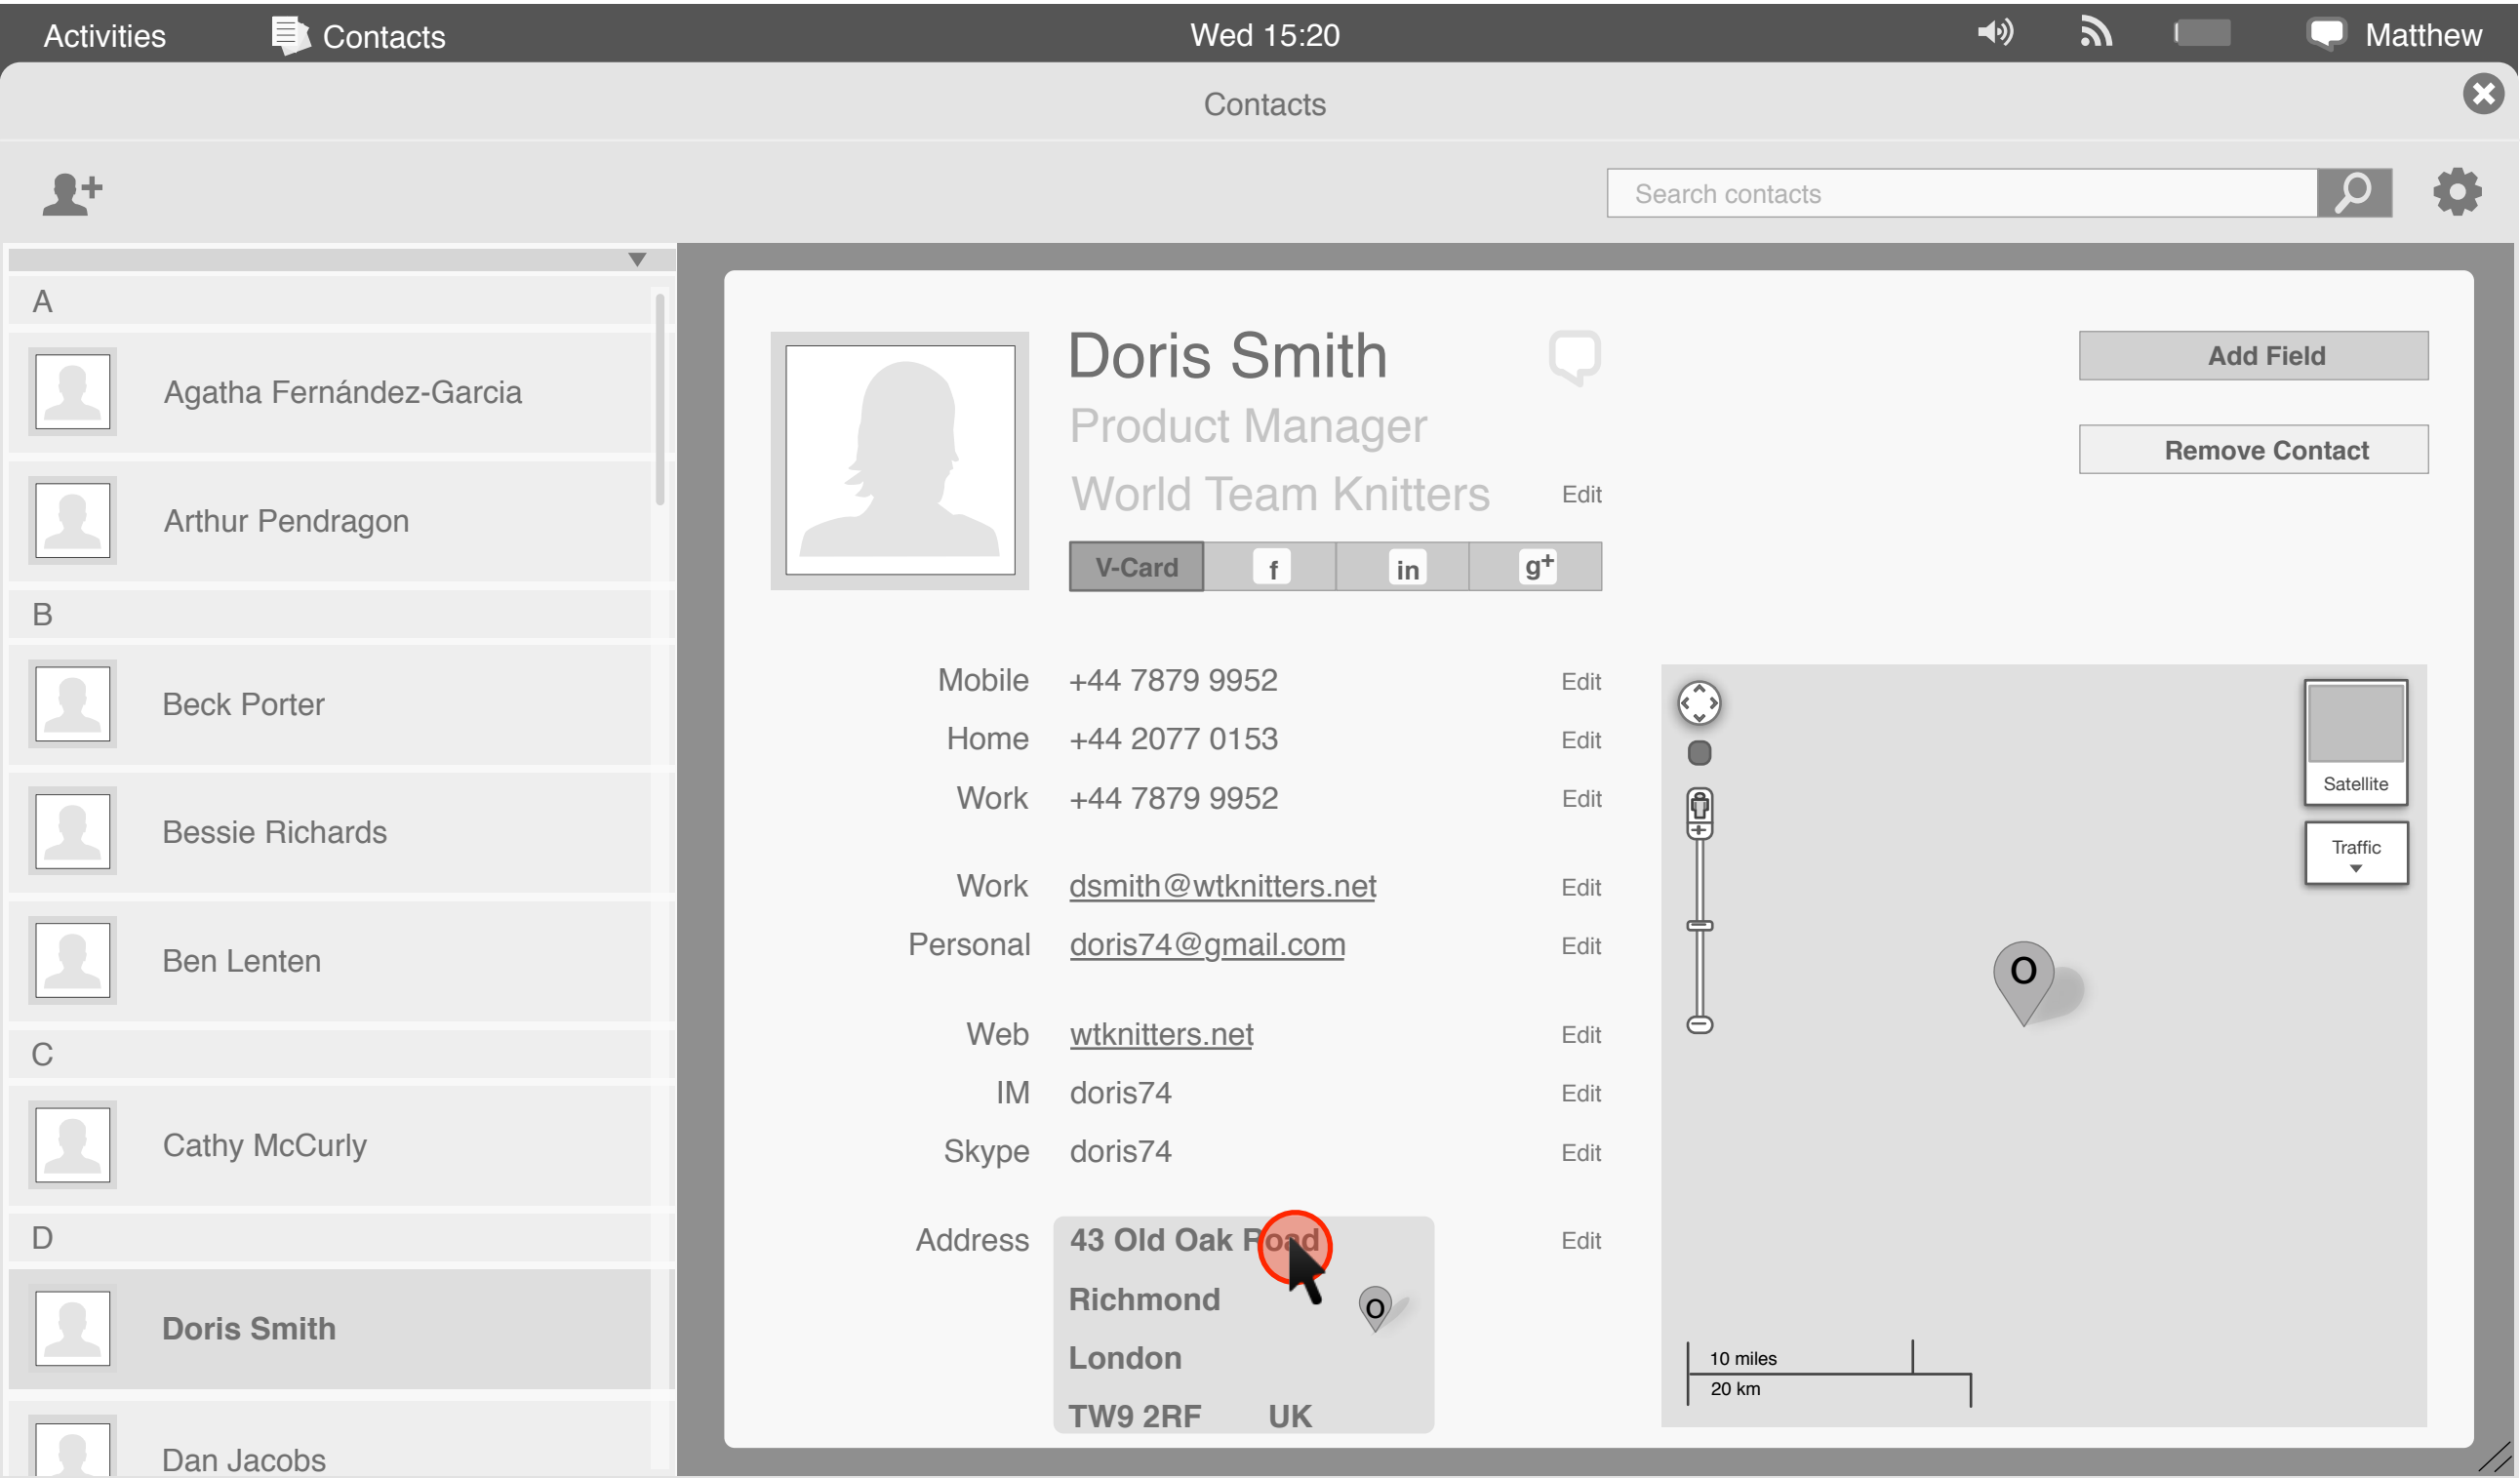 Activities
Contacts
Wed 15:20
Matthew
Contacts
Search contacts
A
Agatha Fernández-Garcia
Arthur Pendragon
B
Beck Porter
Bessie Richards
Ben Lenten
C
Cathy McCurly
D
Doris Smith
Dan Jacobs
Doris Smith
Product Manager
World Team Knitters Edit
V-Card f in g+
Add Field
Remove Contact
Mobile +44 7879 9952 Edit
Home +44 2077 0153 Edit
Work +44 7879 9952 Edit
Work dsmith@wtknitters.net Edit
Personal doris74@gmail.com Edit
Web wtknitters.net Edit
IM doris74 Edit
Skype doris74 Edit
Address 43 Old Oak Road Edit
Richmond
O
London
TW9 2RF UK
Satellite
Traffic
O
10 miles
20 km